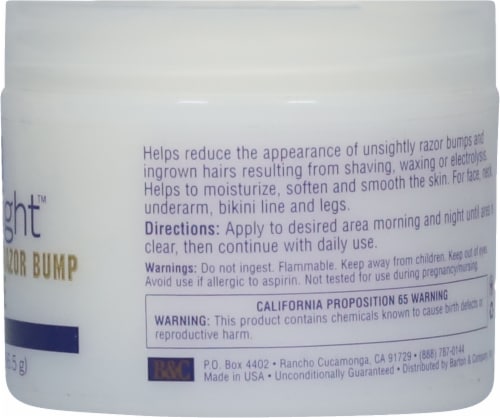 ght™
AZOR BUMP
6.5 g)
Helps reduce the appearance of unsightly razor bumps and
ingrown hairs resulting from shaving, waxing or electrolysis.
Helps to moisturize, soften and smooth the skin. For face, neck
underarm, bikini line and legs.
Directions: Apply to desired area morning and night until area is
clear, then continue with daily use.
Warnings: Do not ingest. Flammable. Keep away from children. Keep out of eyes.
Avoid use if allergic to aspirin. Not tested for use during pregnancy/nursing.
CALIFORNIA PROPOSITION 65 WARNING
WARNING: This product contains chemicals known to cause birth defects or
reproductive harm.
B&C
P.O. Box 4402 • Rancho Cucamonga, CA 91729 • (888) 767-0144
Made in USA • Unconditionally Guaranteed • Distributed by Barton & Company